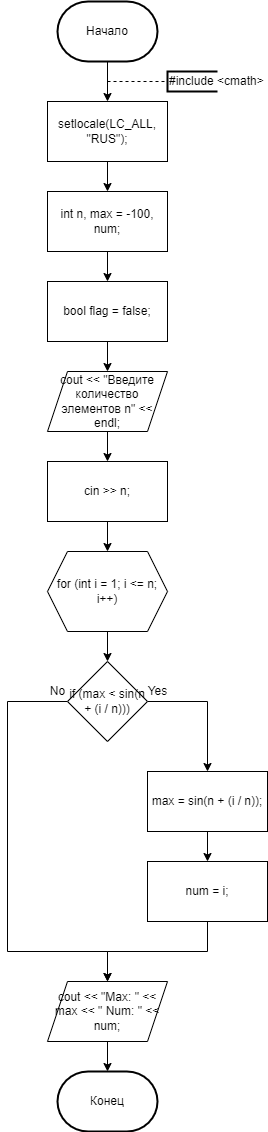 Начало
#include <cmath>
setlocale(LC_ALL,
"RUS");
int n, max = -100,
num;
bool flag = false;
cout << "Введите
количество
элементов n" <<
endl;
cin >> n;
for (int i = 1; i <= n;
i++)
No
if (max < sin(n
+ (i / n)))
Yes
max = sin(n + (i / n));
num = i;
cout << "Max: " <<
max << " Num: " <<
num;
Конец